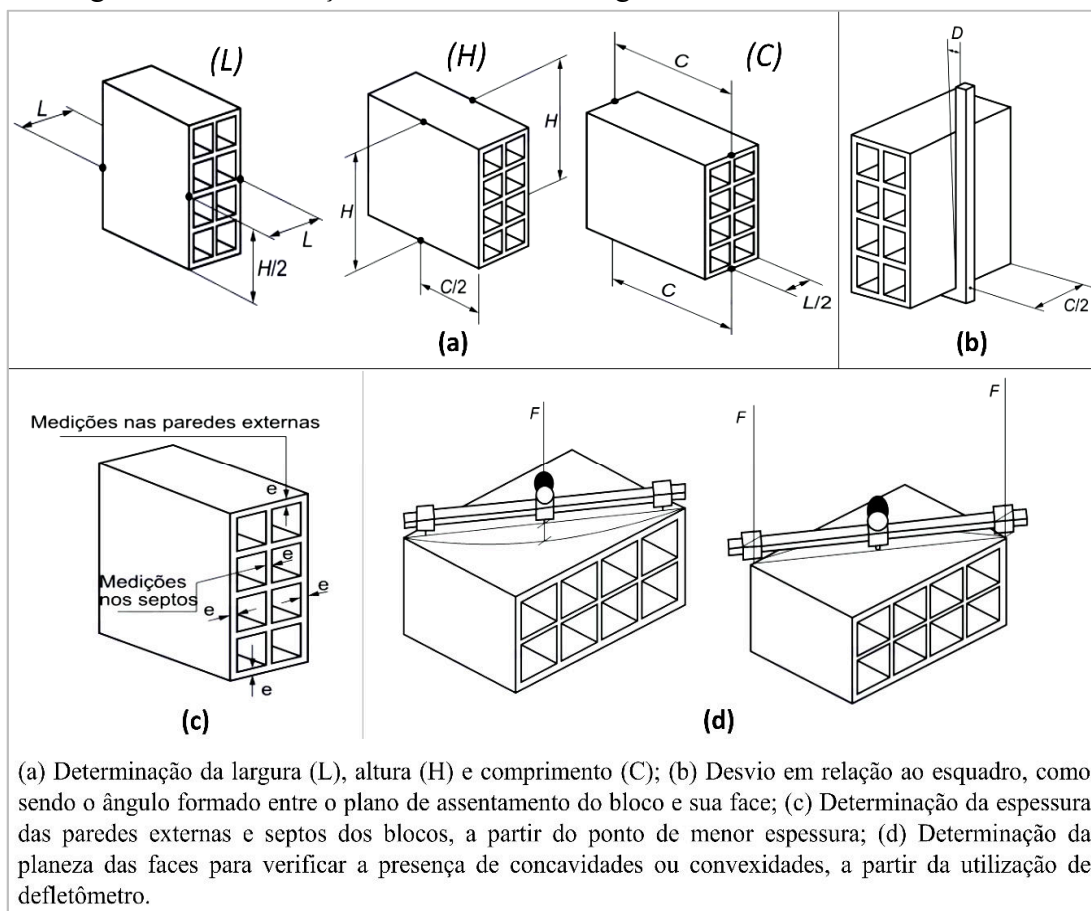 (L)
L
L
H/2
(H)
H
H
C/2
(C)
C
C
L/2
(a)
D
C/2
(b)
Medições nas paredes externas
e
e
Medições
nos septos
e
e
e
(c)
F
F
F
(d)
(a) Determinação da largura (L), altura (H) e comprimento (C); (b) Desvio em relação ao esquadro, como
sendo o ângulo formado entre o plano de assentamento do bloco e sua face; (c) Determinação da espessura
das paredes externas e septos dos blocos, a partir do ponto de menor espessura; (d) Determinação da
planeza das faces para verificar a presença de concavidades ou convexidades, a partir da utilização de
defletômetro.